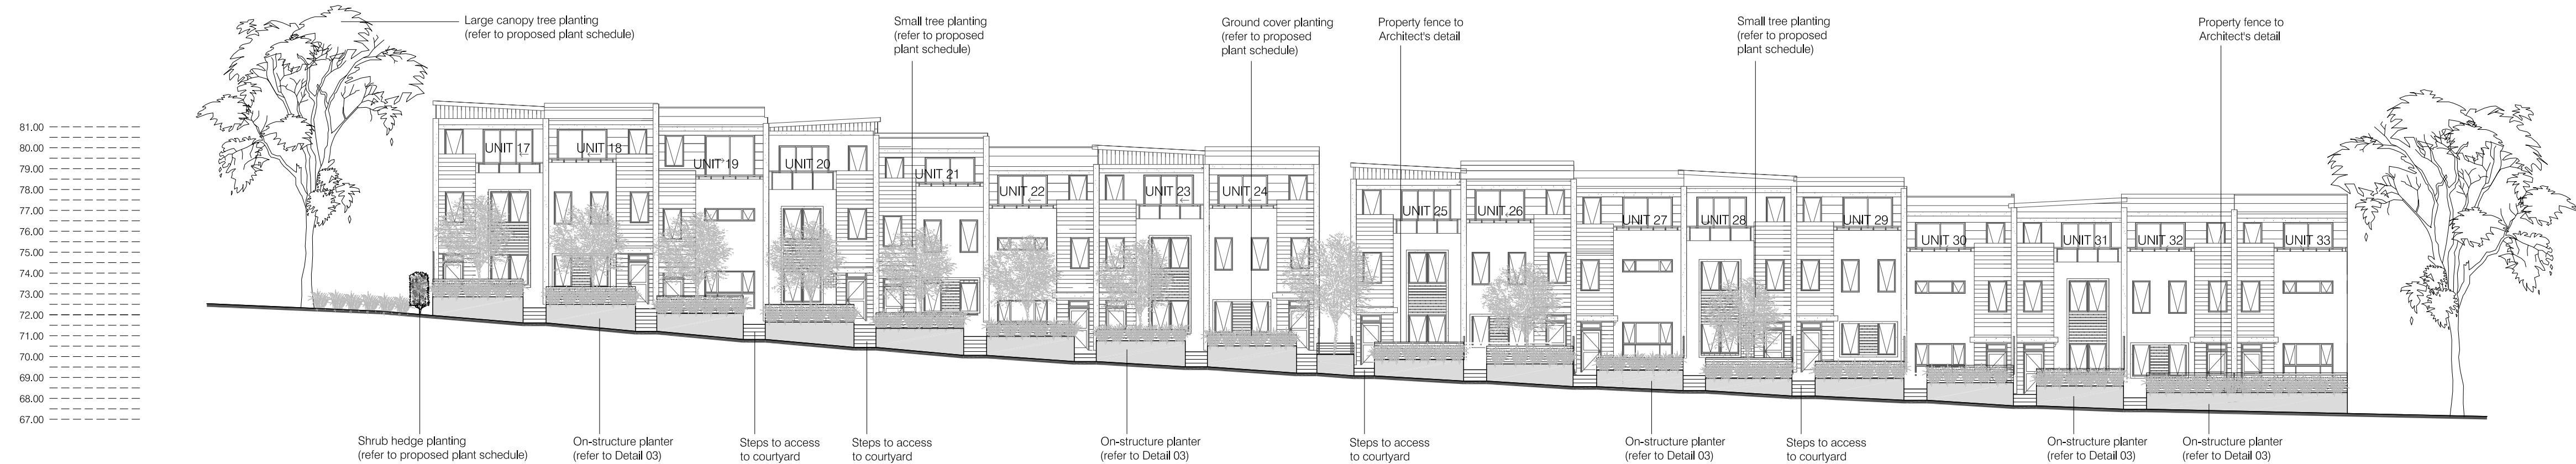 Large canopy tree planting
(refer to proposed plant schedule)
Small tree planting
(refer to proposed
plant schedule)
Ground cover planting
(refer to proposed
plant schedule)
Property fence to
Architect's detail
Small tree planting
(refer to proposed
plant schedule)
Property fence to
Architect's detail
81.00
80.00
79.00
78.00
77.00
76.00
75.00
74.00
73.00
72.00
71.00
70.00
69.00
68.00
67.00
UNIT 17
UNIT 18
UNIT 19
UNIT 20
UNIT 21
UNIT 22
UNIT 23
UNIT 24
UNIT 25
UNIT 26
UNIT 27
UNIT 28
UNIT 29
UNIT 30
UNIT 31
UNIT 32
UNIT 33
Shrub hedge planting
(refer to proposed plant schedule)
On-structure planter
(refer to Detail 03)
Steps to access
to courtyard
Steps to access
to courtyard
On-structure planter
(refer to Detail 03)
Steps to access
to courtyard
On-structure planter
(refer to Detail 03)
Steps to access
to courtyard
On-structure planter
(refer to Detail 03)
On-structure planter
(refer to Detail 03)